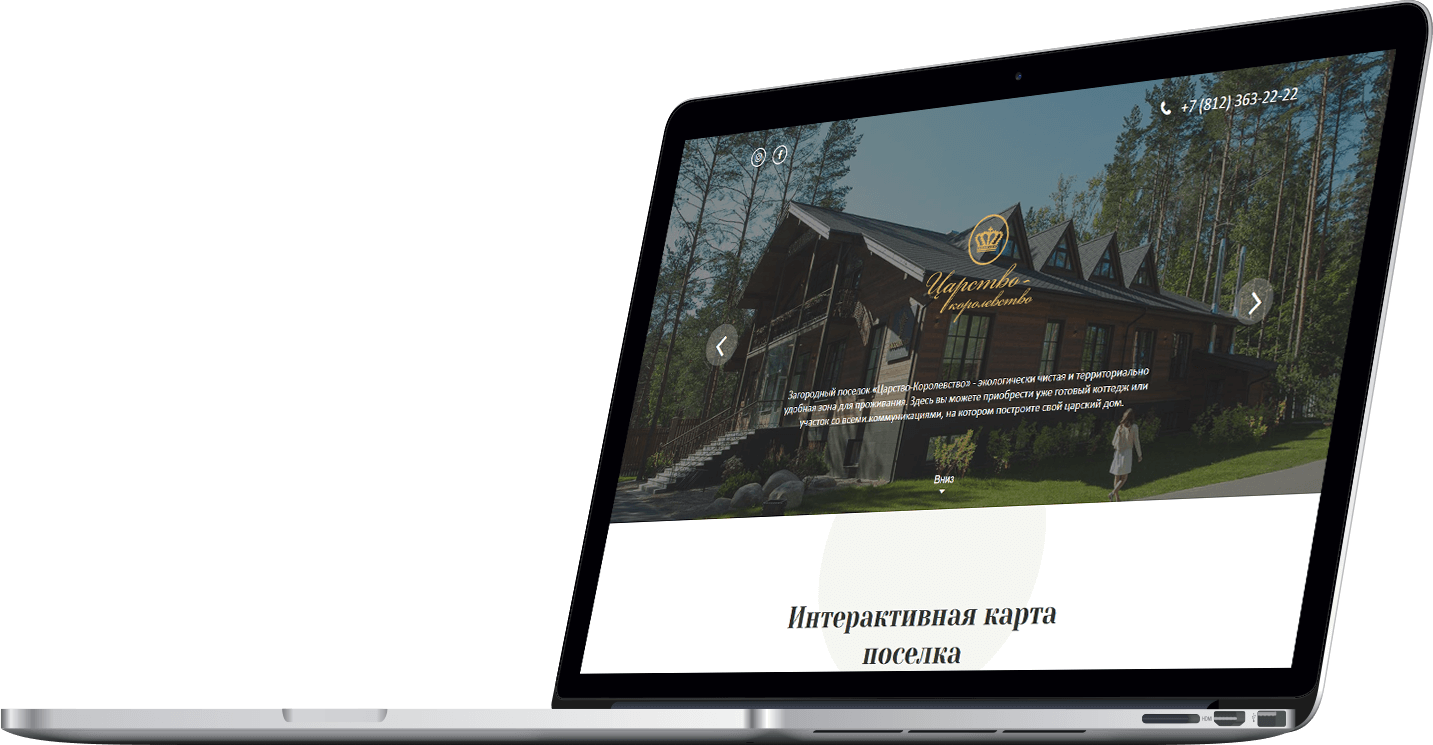 +7 (812) 363-22-22
Царство-
королевство
Загородный поселок «Царство-Королевство» - экологически чистая и территориально
удобная зона для проживания. Здесь вы можете приобрести уже готовый коттедж или
участок со всеми коммуникациями, на котором построите свой царский дом.
Вниз
Интерактивная карта
поселка
HDMI